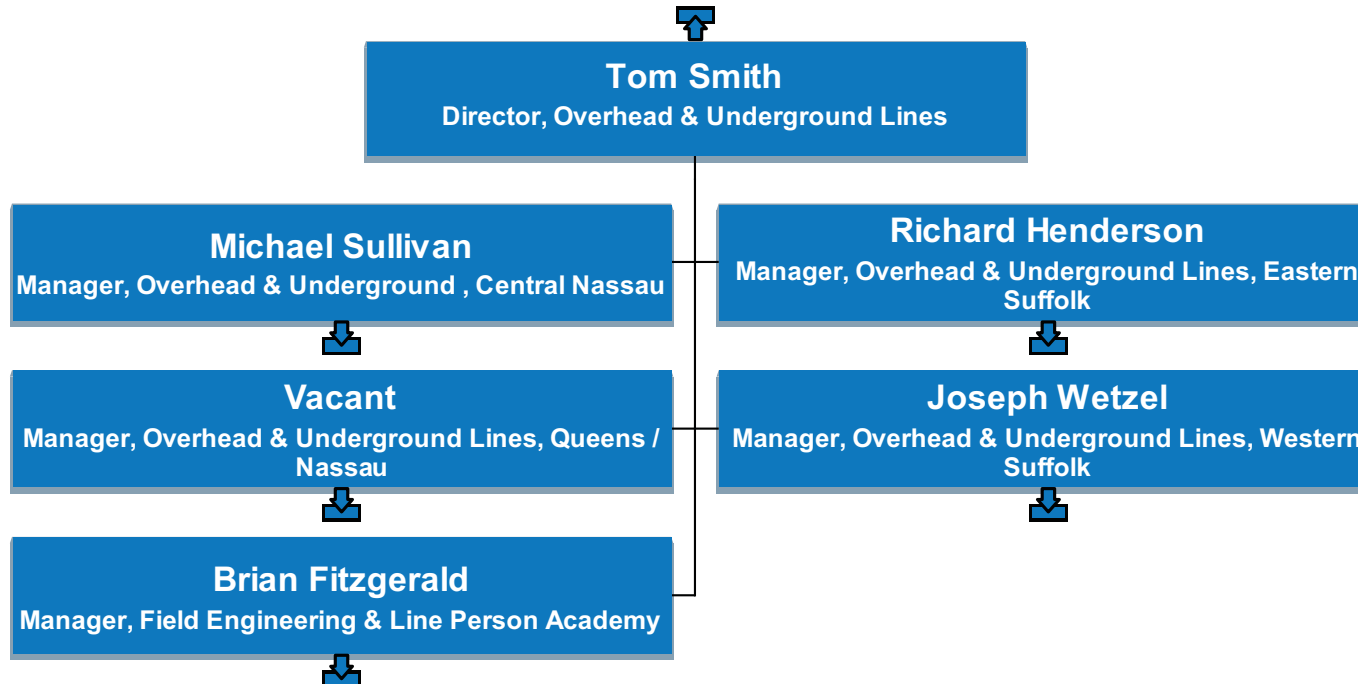 Tom Smith
Director, Overhead & Underground Lines
Michael Sullivan
Manager, Overhead & Underground , Central Nassau
Richard Henderson
Manager, Overhead & Underground Lines, Eastern
Suffolk
Vacant
Manager, Overhead & Underground Lines, Queens /
Nassau
Joseph Wetzel
Manager, Overhead & Underground Lines, Western
Suffolk
Brian Fitzgerald
Manager, Field Engineering & Line Person Academy